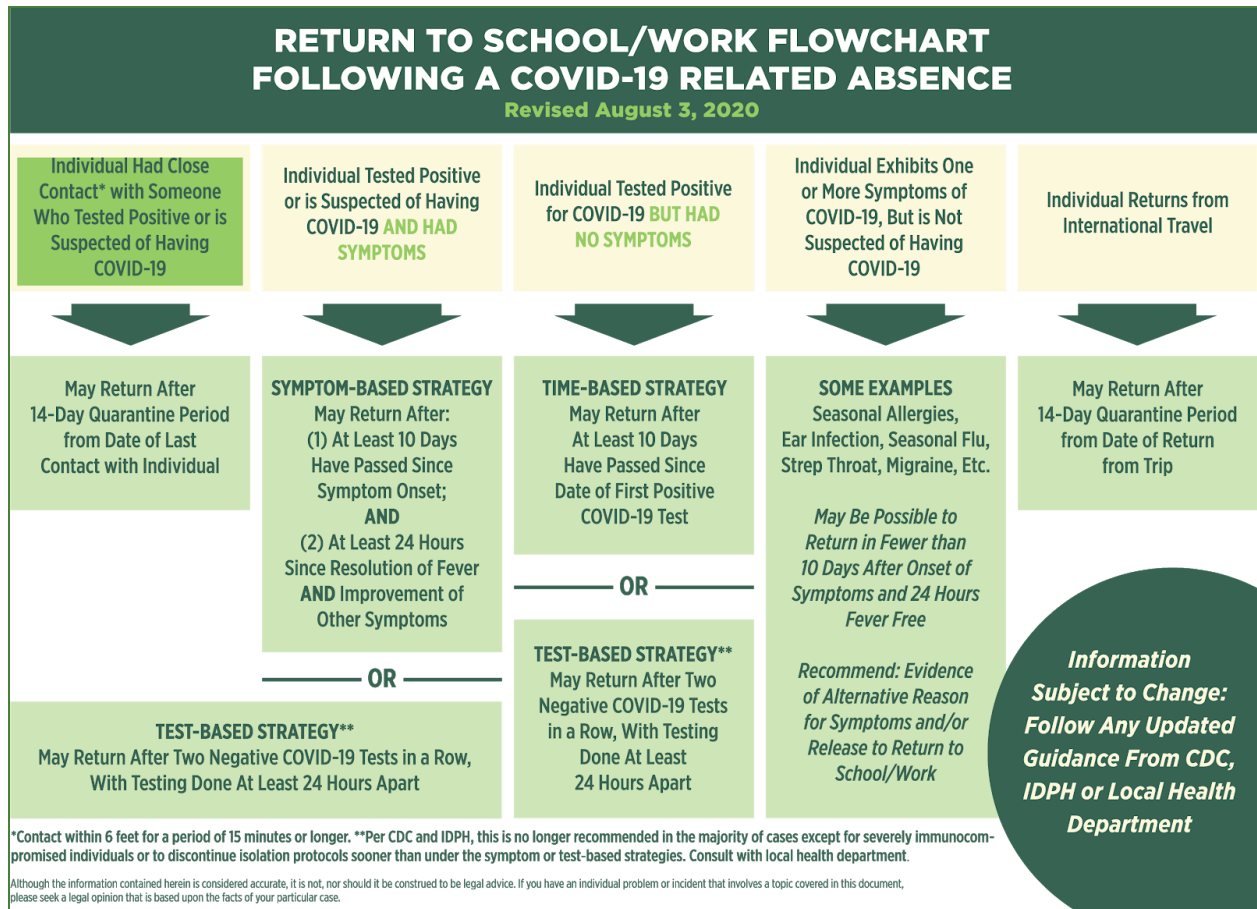 RETURN TO SCHOOL/WORK FLOWCHART
FOLLOWING A COVID-19 RELATED ABSENCE
Revised August 3, 2020
Individual Had Close
Contact* with Someone
Who Tested Positive or is
Suspected of Having
COVID-19
May Return After
14-Day Quarantine Period
from Date of Last
Contact with Individual
Individual Tested Positive
or is Suspected of Having
COVID-19 AND HAD
SYMPTOMS
SYMPTOM-BASED STRATEGY
May Return After:
(1) At Least 10 Days
Have Passed Since
Symptom Onset;
AND
(2) At Least 24 Hours
Since Resolution of Fever
AND Improvement of
Other Symptoms
OR
TEST-BASED STRATEGY**
May Return After Two Negative COVID-19 Tests in a Row,
With Testing Done At Least 24 Hours Apart
Individual Tested Positive
for COVID-19 BUT HAD
NO SYMPTOMS
TIME-BASED STRATEGY
May Return After
At Least 10 Days
Have Passed Since
Date of First Positive
COVID-19 Test
OR
TEST-BASED STRATEGY**
May Return After Two
Negative COVID-19 Tests
in a Row, With Testing
Done At Least
24 Hours Apart
Individual Exhibits One
or More Symptoms of
COVID-19, But is Not
Suspected of Having
COVID-19
SOME EXAMPLES
Seasonal Allergies,
Ear Infection, Seasonal Flu,
Strep Throat, Migraine, Etc.
May Be Possible to
Return in Fewer than
10 Days After Onset of
Symptoms and 24 Hours
Fever Free
Recommend: Evidence
of Alternative Reason
for Symptoms and/or
Release to Return to
School/Work
Individual Returns from
International Travel
May Return After
14-Day Quarantine Period
from Date of Return
from Trip
Information
Subject to Change:
Follow Any Updated
Guidance From CDC,
IDPH or Local Health
Department
*Contact within 6 feet for a period of 15 minutes or longer. **Per CDC and IDPH, this is no longer recommended in the majority of cases except for severely immunocom-
promised individuals or to discontinue isolation protocols sooner than under the symptom or test-based strategies. Consult with local health department.
Although the information contained herein is considered accurate, it is not, nor should it be construed to be legal advice. If you have an individual problem or incident that involves a topic covered in this document,
please seek a legal opinion that is based upon the facts of your particular case.